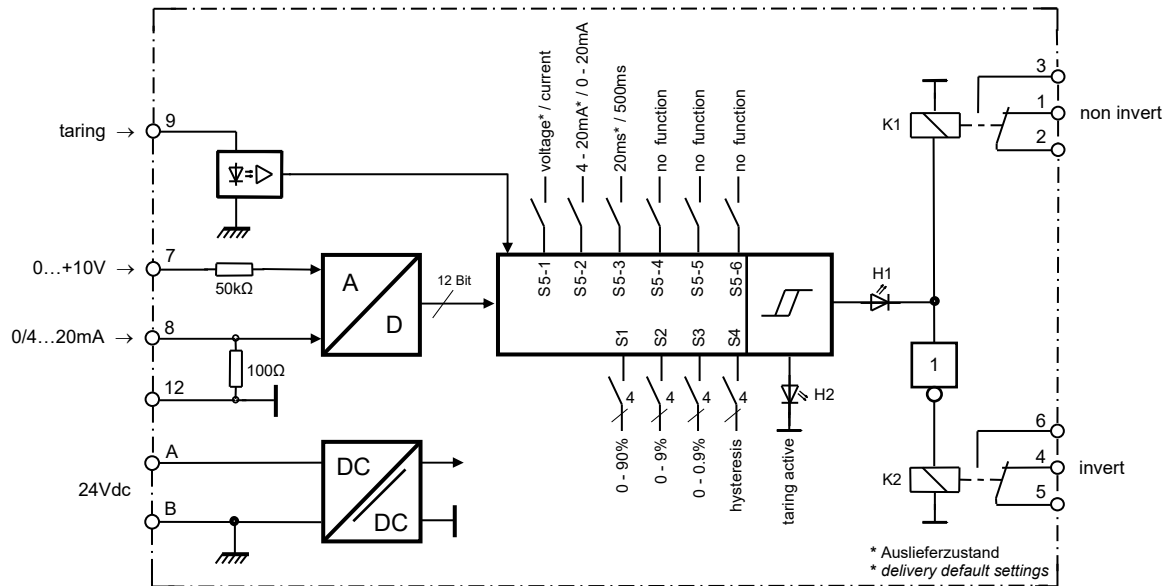 taring →
9
0…+10V →
7
50kΩ
0/4…20mA →
8
100Ω
12
A
D
12 Bit
A
24Vdc
B
DC
DC
voltage* / current
4 - 20mA* / 0 - 20mA
20ms* / 500ms
no function
no function
no function
S5-1
S5-2
S5-3
S5-4
S5-5
S5-6
S1
S2
S3
S4
4
4
4
4
0 - 90%
0 - 9%
0 - 0.9%
hysteresis
H2
taring active
H1
1
K1
3
1
2
non invert
K2
6
4
5
invert
* Auslieferzustand
* delivery default settings